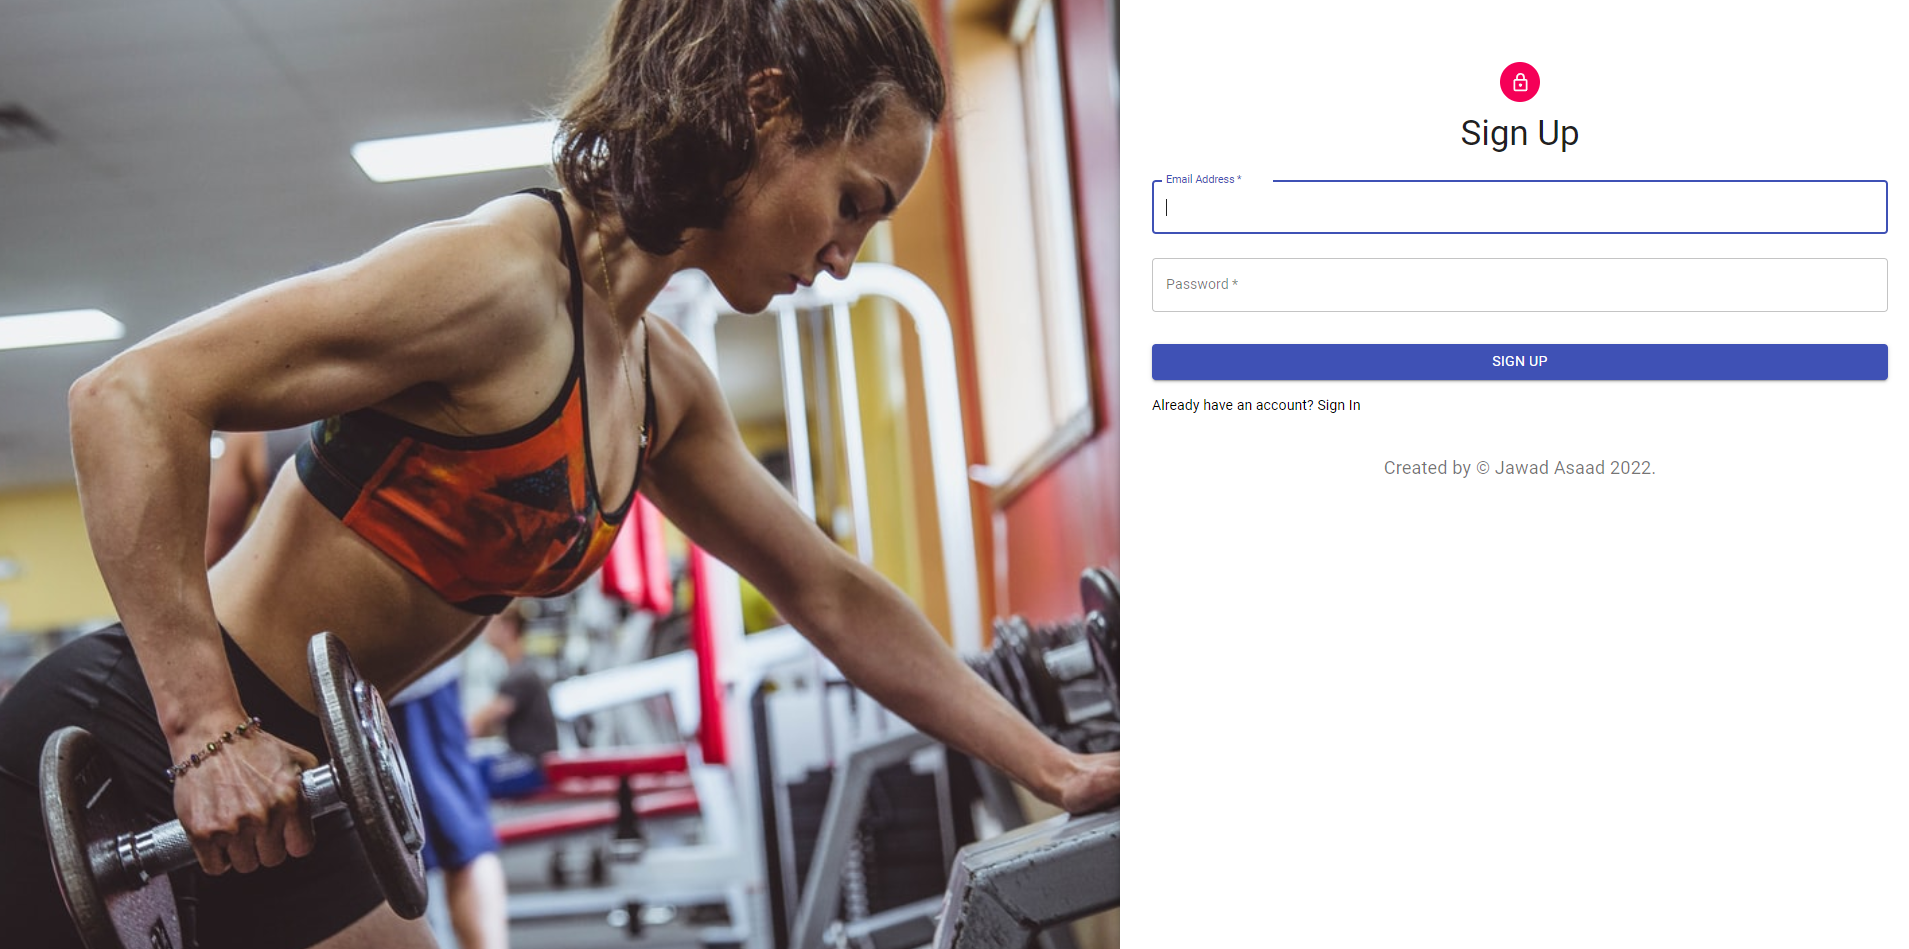 Sign Up
Email Address *
Password *
SIGN UP
Already have an account? Sign In
Created by © Jawad Asaad 2022.